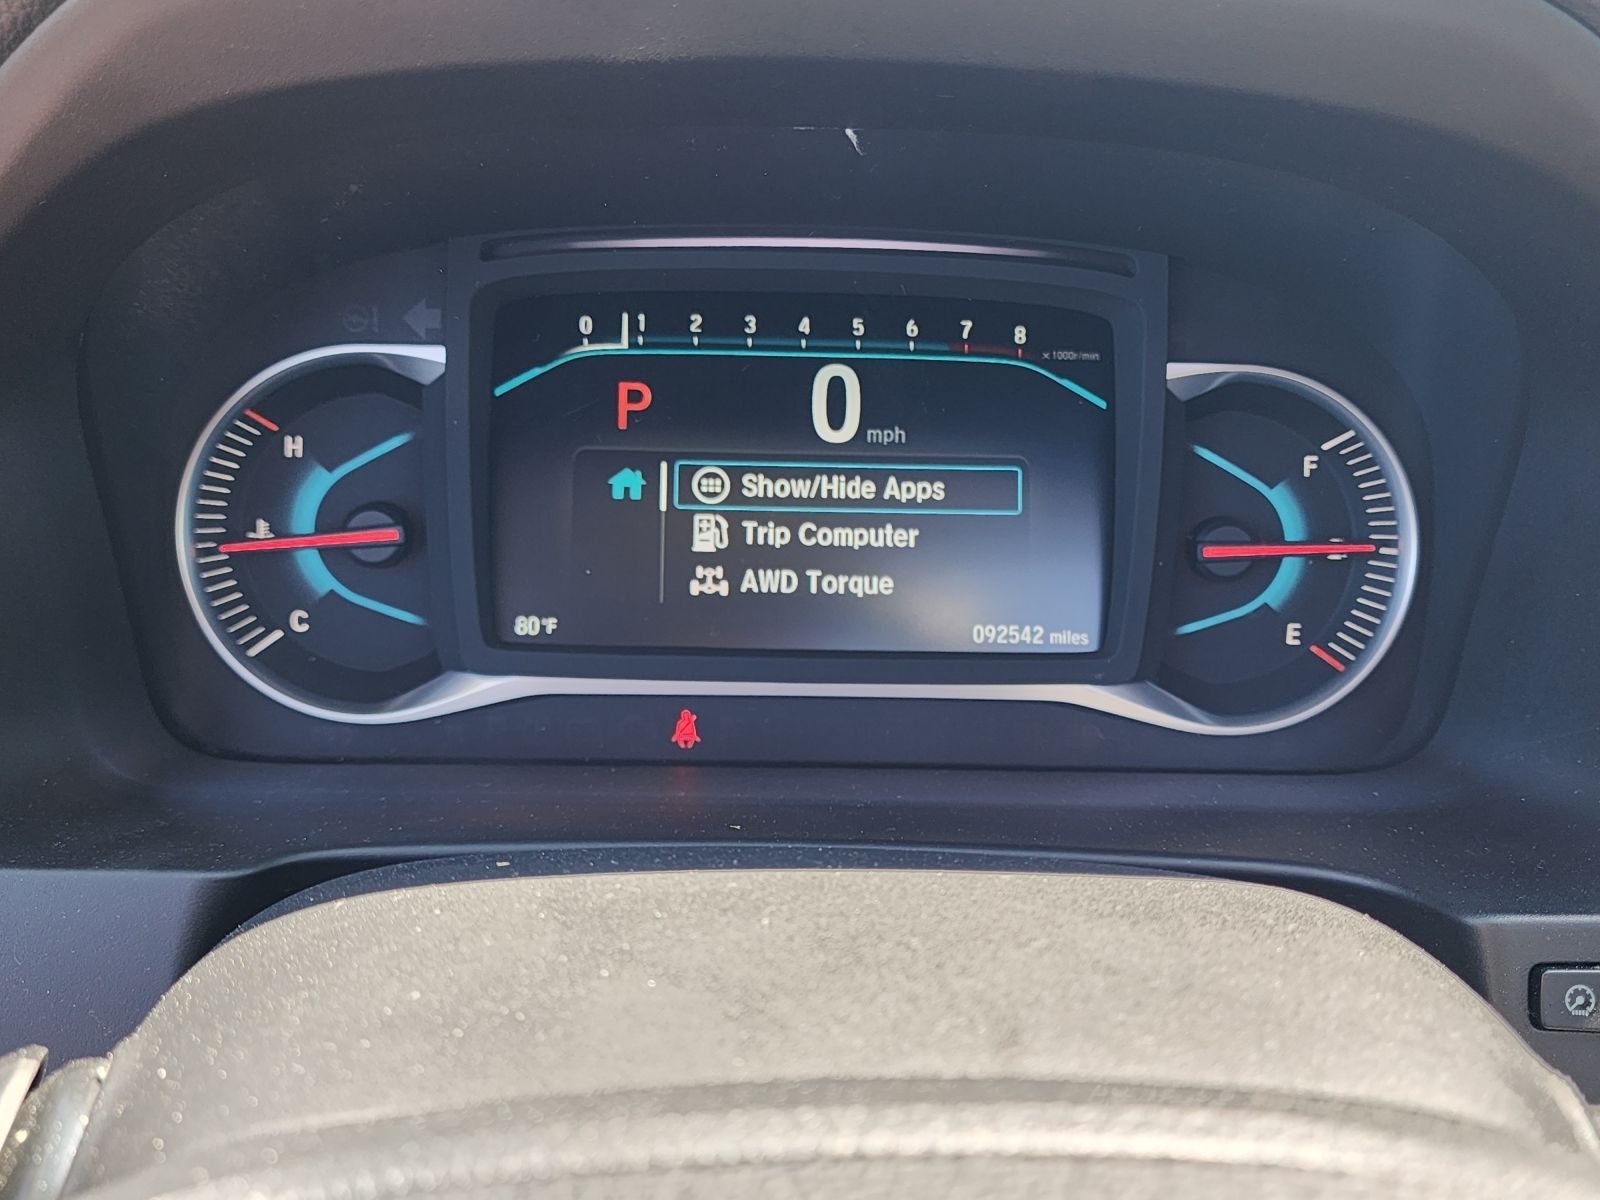 0 1 2 3 4 5 6 7 8
x1000r/min
P 0 mph
H
F
Show/Hide Apps
Trip Computer
AWD Torque
C
E
80°F
092542 miles